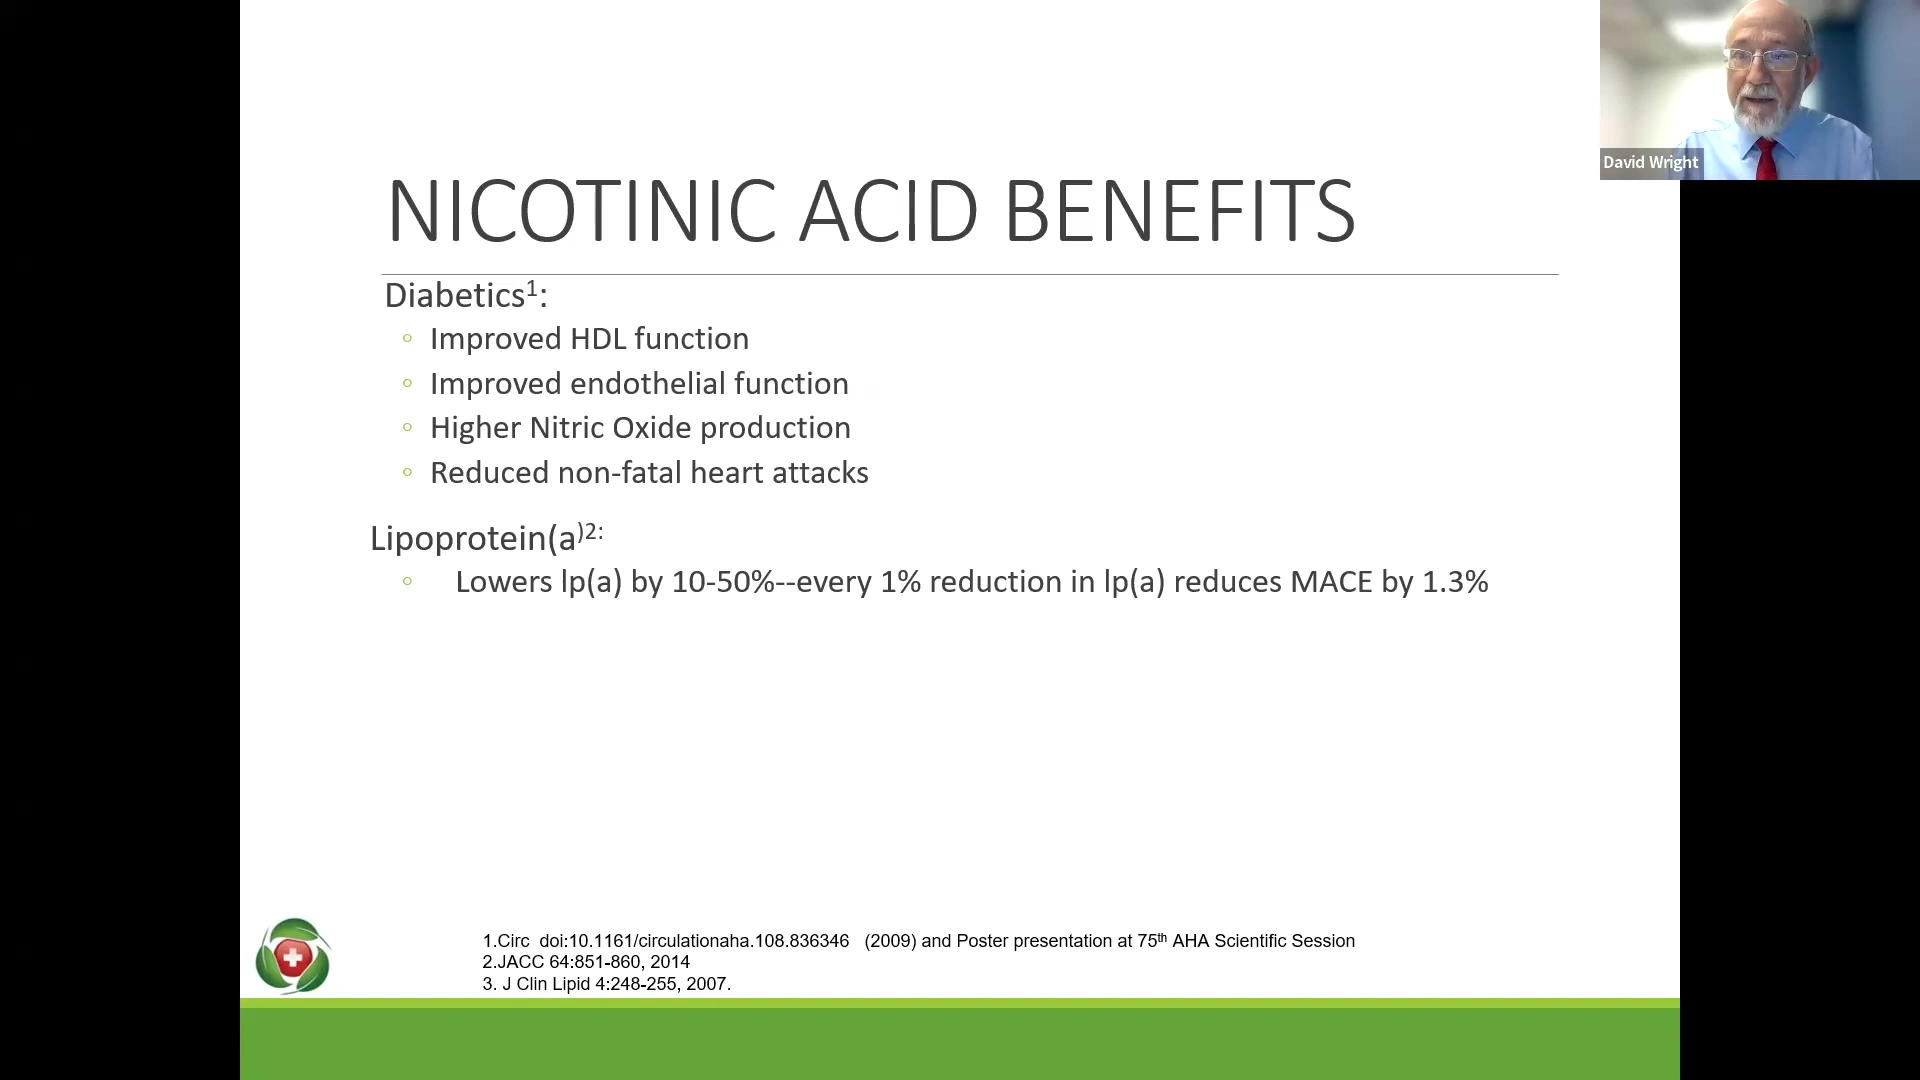 David Wright
NICOTINIC ACID BENEFITS
Diabetics1:
◦ Improved HDL function
◦ Improved endothelial function
◦ Higher Nitric Oxide production
◦ Reduced non-fatal heart attacks
Lipoprotein(a)2:
◦ Lowers lp(a) by 10-50%--every 1% reduction in lp(a) reduces MACE by 1.3%
1.Circ doi:10.1161/circulationaha.108.836346 (2009) and Poster presentation at 75th AHA Scientific Session
2.JACC 64:851-860, 2014
3. J Clin Lipid 4:248-255, 2007.